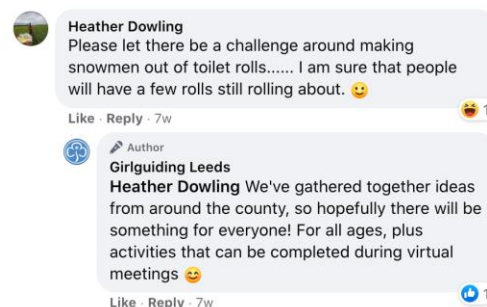 Heather Dowling
Please let there be a challenge around making
snowmen out of toilet rolls...... I am sure that people
will have a few rolls still rolling about. 🙂
1
Like · Reply · 7w
Author
Girlguiding Leeds
Heather Dowling We've gathered together ideas
from around the county, so hopefully there will be
something for everyone! For all ages, plus
activities that can be completed during virtual
meetings 😊
1
Like · Reply · 7w